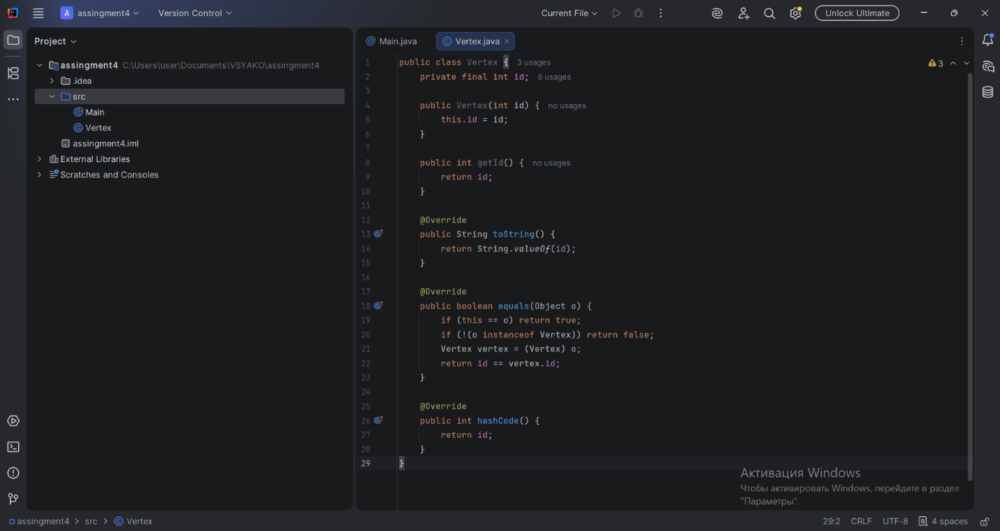 A assingment4 Version Control Current File Unlock Ultimate
Project
assingment4 C:\Users\user\Documents\VSYAKO\assingment4
.idea
src
Main
Vertex
assingment4.iml
External Libraries
Scratches and Consoles
Main.java Vertex.java
3
1 public class Vertex { 3 usages
2 private final int id; 6 usages
3
4 public Vertex(int id) { no usages
5 this.id = id;
6 }
7
8 public int getId() { no usages
9 return id;
10 }
11
12 @Override
13 public String toString() {
14 return String.valueOf(id);
15 }
16
17 @Override
18 public boolean equals(Object o) {
19 if (this == o) return true;
20 if (!(o instanceof Vertex)) return false;
21 Vertex vertex = (Vertex) o;
22 return id == vertex.id;
23 }
24
25 @Override
26 public int hashCode() {
27 return id;
28 }
29 }
Активация Windows
Чтобы активировать Windows, перейдите в раздел
"Параметры".
assingment4 > src > Vertex 29:2 CRLF UTF-8 4 spaces